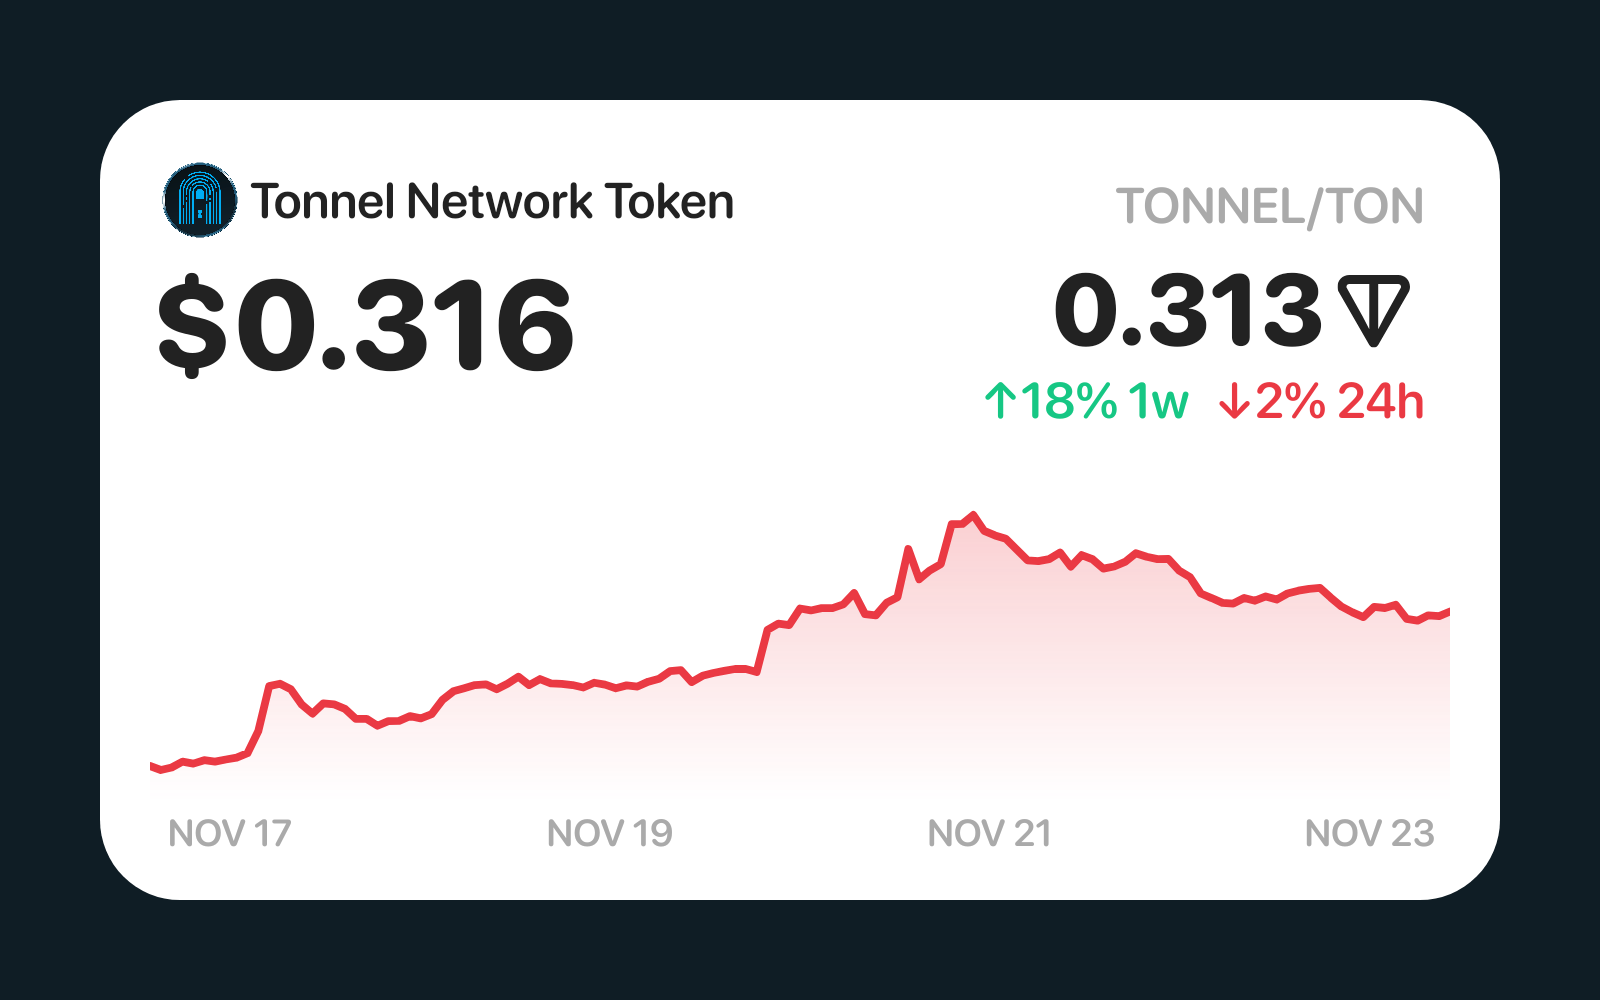 Tonnel Network Token
TONNEL/TON
$0.316
0.313
↑18% 1w ↓2% 24h
NOV 17 NOV 19 NOV 21 NOV 23